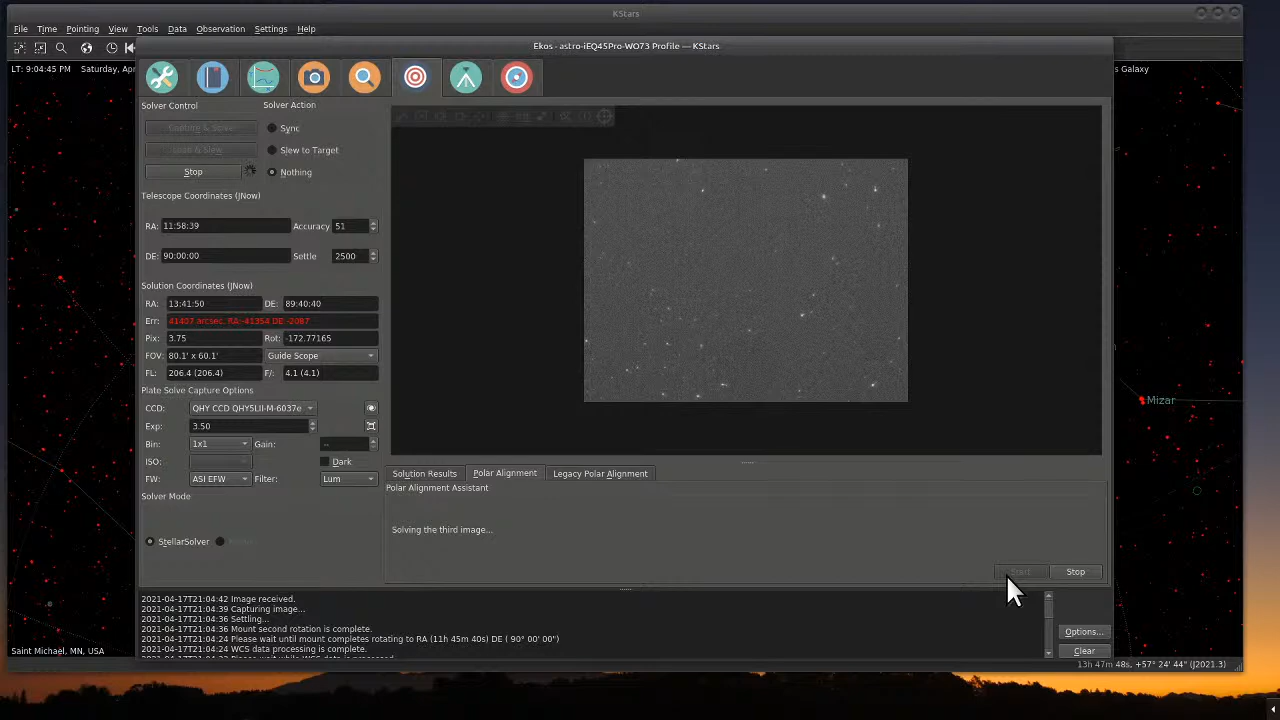 KStars
File Time Pointing View Tools Data Observation Settings Help
Ekos - astro-iEQ45Pro-WO73 Profile — KStars
LT: 9:04:45 PM Saturday, Apr
s Galaxy
Solver Control
Solver Action
Capture & Solve
Sync
Load & Slew
Slew to Target
Stop
Nothing
Telescope Coordinates (JNow)
RA: 11:58:39 Accuracy 51
DE: 90:00:00 Settle 2500
Solution Coordinates (JNow)
RA: 13:41:50 DE: 89:40:40
Err: 41407 arcsec. RA:-41354 DE:-2087
Pix: 3.75 Rot: -172.77165
FOV: 80.1' x 60.1' Guide Scope
FL: 206.4 (206.4) F/: 4.1 (4.1)
Plate Solve Capture Options
CCD: QHY CCD QHY5LII-M-6037e
Exp: 3.50
Bin: 1x1 Gain: --
ISO: Dark
FW: ASI EFW Filter: Lum
Solver Mode
StellarSolver
Mizar
Solution Results Polar Alignment Legacy Polar Alignment
Polar Alignment Assistant
Solving the third image...
Start Stop
2021-04-17T21:04:42 Image received.
2021-04-17T21:04:39 Capturing image...
2021-04-17T21:04:36 Settling...
2021-04-17T21:04:36 Mount second rotation is complete.
2021-04-17T21:04:24 Please wait until mount completes rotating to RA (11h 45m 40s) DE ( 90° 00' 00")
2021-04-17T21:04:24 WCS data processing is complete.
Options...
Clear
Saint Michael, MN, USA
13h 47m 48s, +57° 24' 44" (J2021.3)